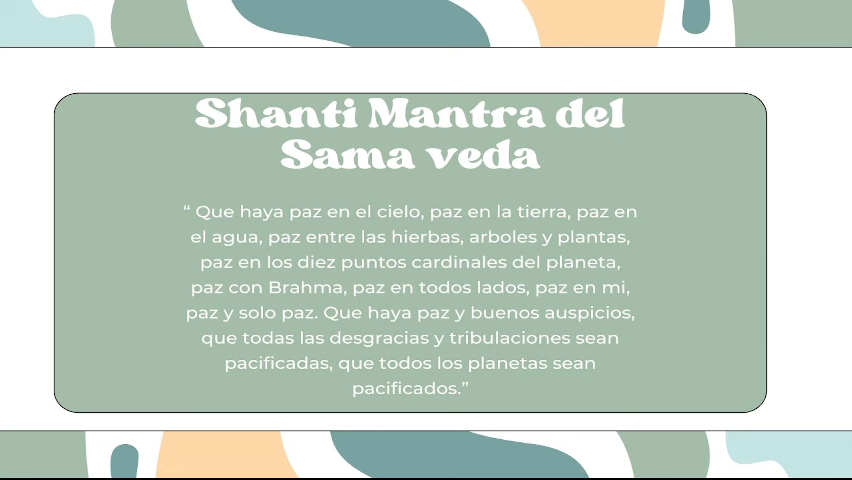 Shanti Mantra del
Sama veda
“ Que haya paz en el cielo, paz en la tierra, paz en
el agua, paz entre las hierbas, arboles y plantas,
paz en los diez puntos cardinales del planeta,
paz con Brahma, paz en todos lados, paz en mi,
paz y solo paz. Que haya paz y buenos auspicios,
que todas las desgracias y tribulaciones sean
pacificadas, que todos los planetas sean
pacificados.”